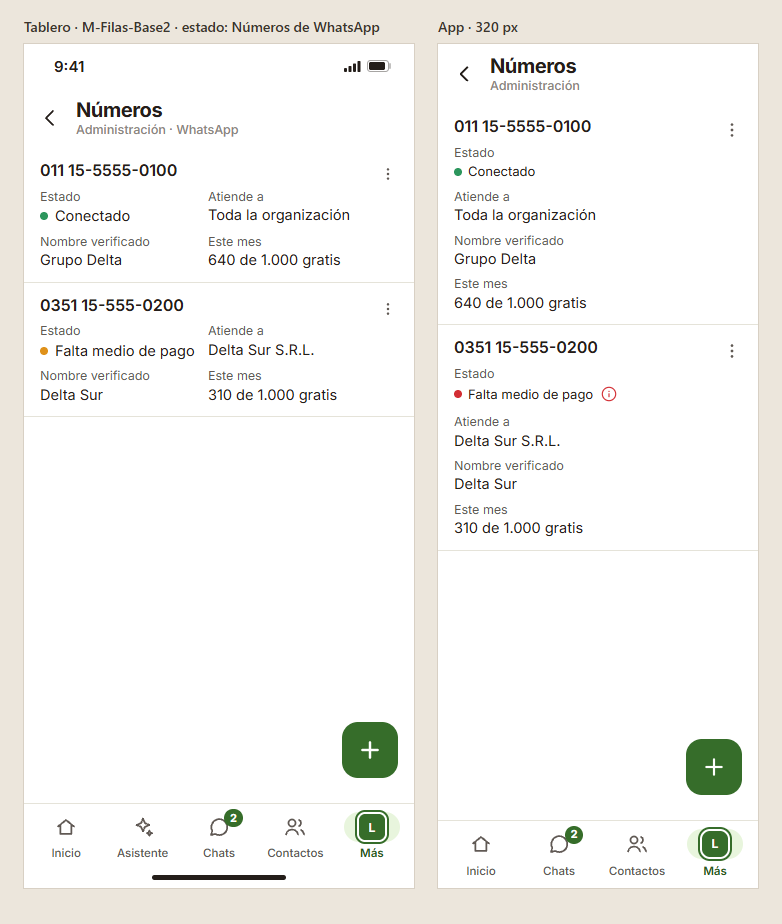 Tablero · M-Filas-Base2 · estado: Números de WhatsApp
9:41
Números
Administración · WhatsApp
011 15-5555-0100
Estado
Atiende a
Conectado
Toda la organización
Nombre verificado
Este mes
Grupo Delta
640 de 1.000 gratis
0351 15-555-0200
Estado
Atiende a
Falta medio de pago
Delta Sur S.R.L.
Nombre verificado
Este mes
Delta Sur
310 de 1.000 gratis
2
L
Inicio
Asistente
Chats
Contactos
Más
App · 320 px
Números
Administración
011 15-5555-0100
Estado
Conectado
Atiende a
Toda la organización
Nombre verificado
Grupo Delta
Este mes
640 de 1.000 gratis
0351 15-555-0200
Estado
Falta medio de pago
Atiende a
Delta Sur S.R.L.
Nombre verificado
Delta Sur
Este mes
310 de 1.000 gratis
2
L
Inicio
Chats
Contactos
Más